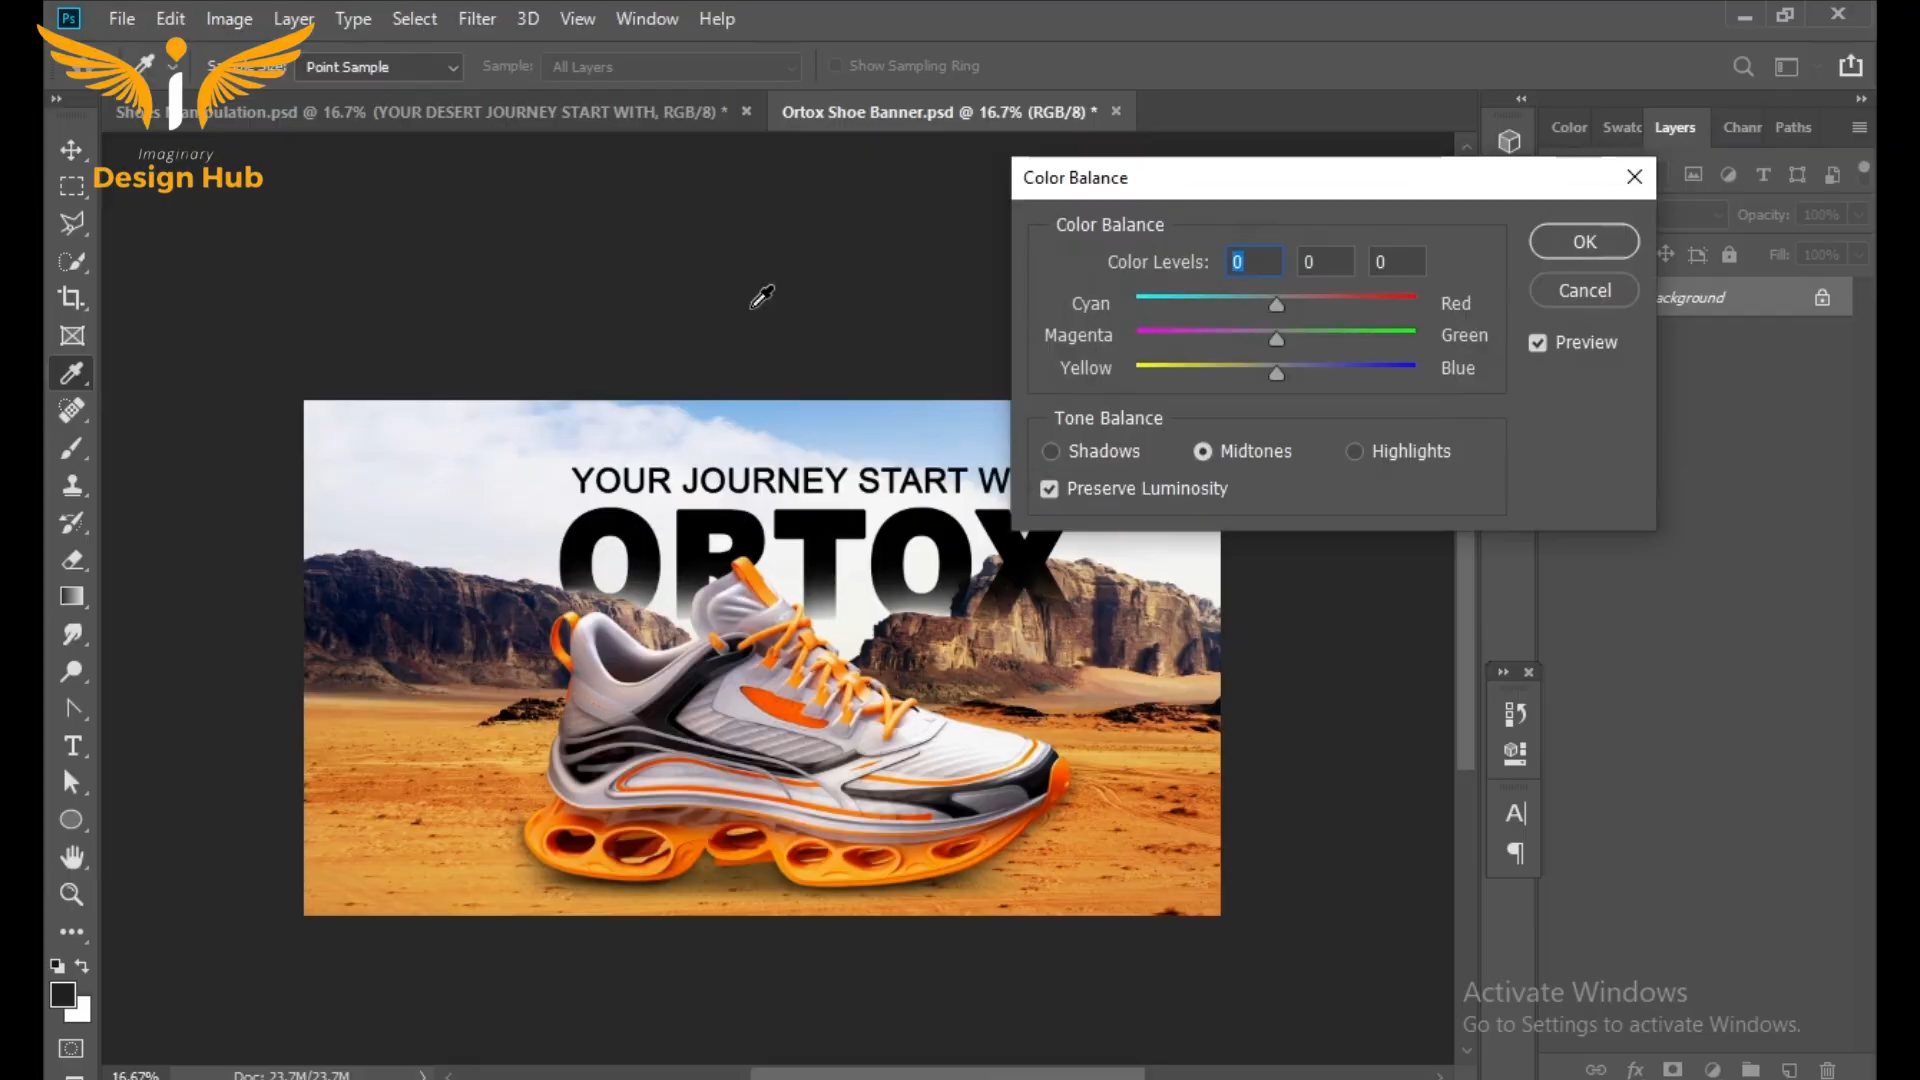 Ps File Edit Image Layer Type Select Filter 3D View Window Help
Point Sample Sample: All Layers Show Sampling Ring
YOUR DESERT JOURNEY START WITH, RGB/8) * Ortox Shoe Banner.psd @ 16.7% (RGB/8) *
Color Swatc Layers Chanr Paths
Imaginary
Design Hub
Color Balance
Opacity: 100%
Fill: 100%
ackground
Color Balance
Color Levels: 0 0 0
Cyan Red
Magenta Green
Yellow Blue
OK
Cancel
Preview
Tone Balance
Shadows Midtones Highlights
Preserve Luminosity
YOUR JOURNEY START W
ORTOX
Activate Windows
Go to Settings to activate Windows.
16.67% Doc: 23.7M/23.7M